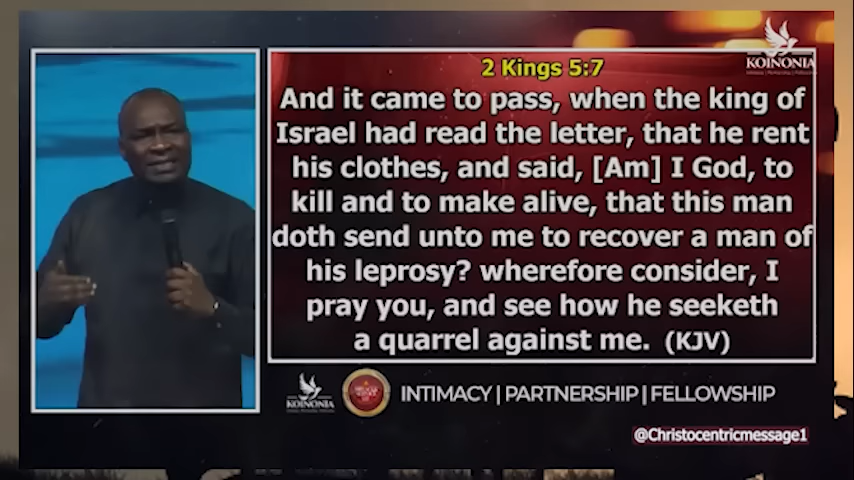 KOINONIA
2 Kings 5:7
And it came to pass, when the king of
Israel had read the letter, that he rent
his clothes, and said, [Am] I God, to
kill and to make alive, that this man
doth send unto me to recover a man of
his leprosy? wherefore consider, I
pray you, and see how he seeketh
a quarrel against me. (KJV)
KOINONIA
INTIMACY | PARTNERSHIP | FELLOWSHIP
@Christocentricmessage1